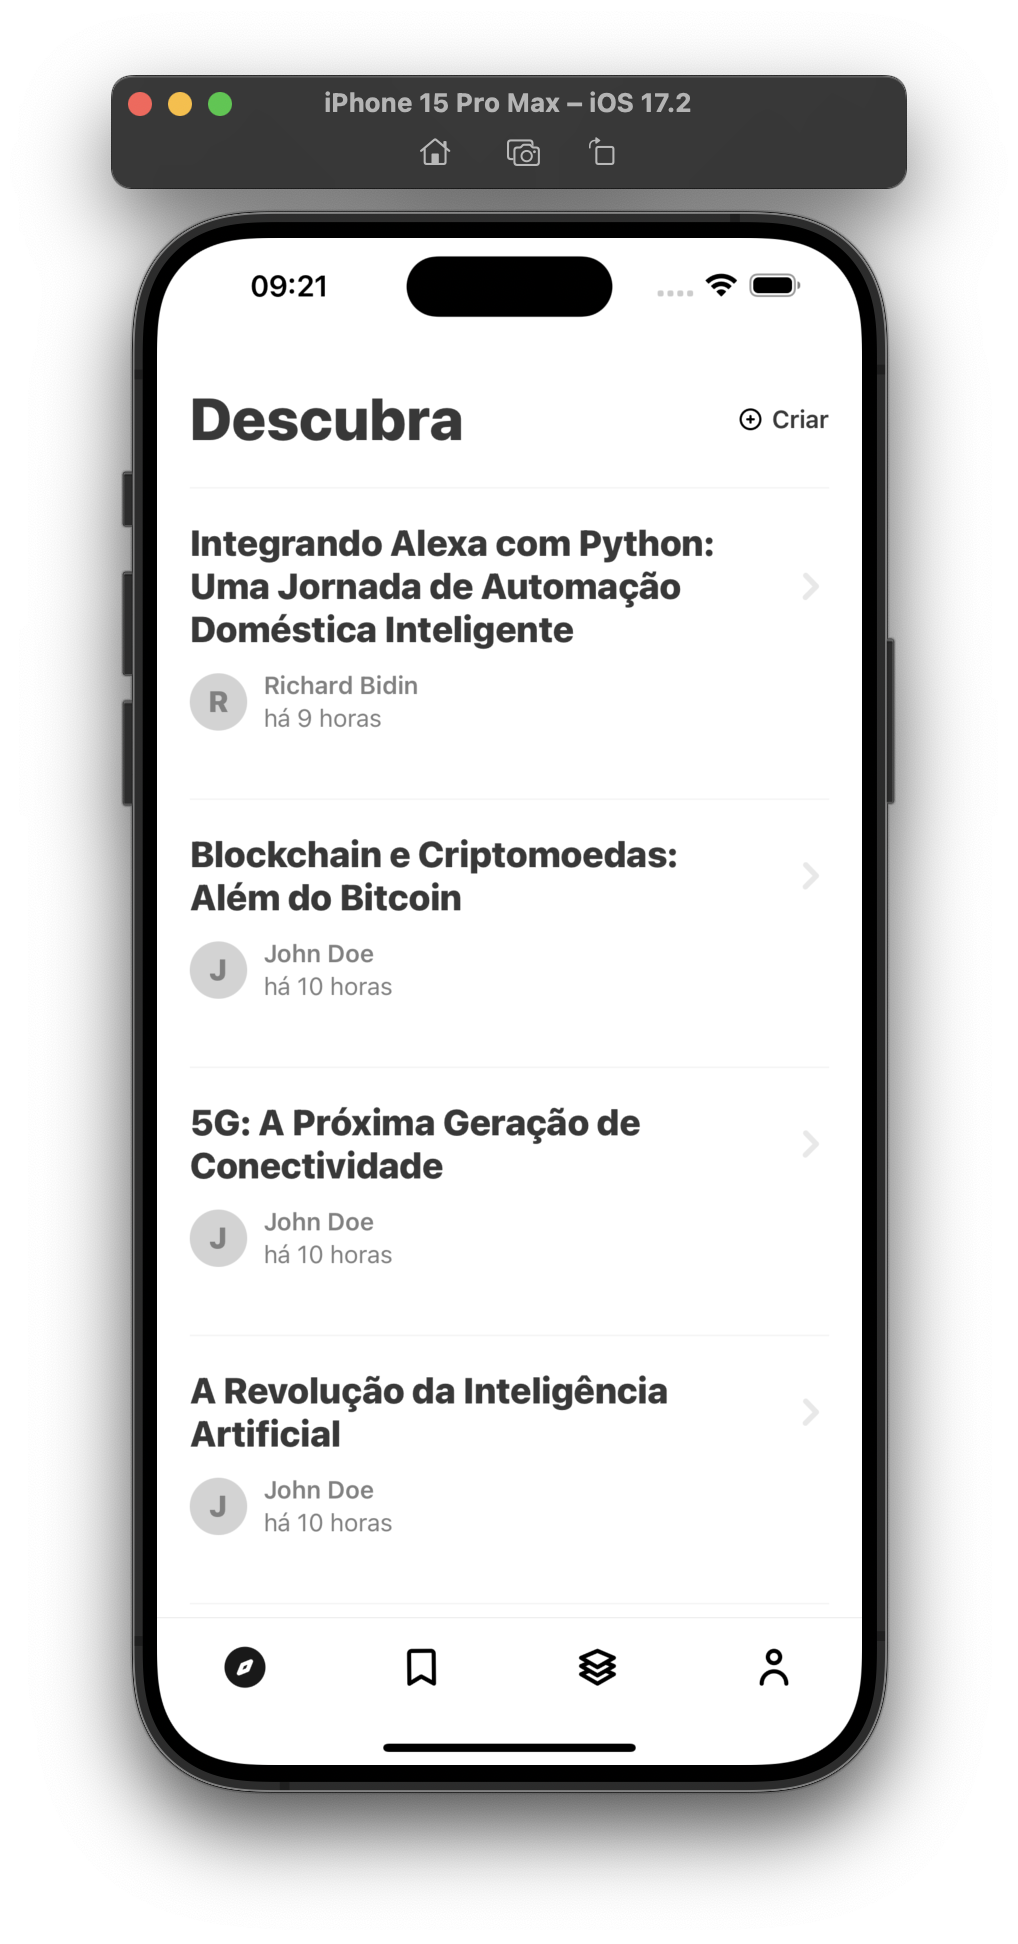 iPhone 15 Pro Max – iOS 17.2
09:21
Descubra
Criar
Integrando Alexa com Python:
Uma Jornada de Automação
Doméstica Inteligente
R
Richard Bidin
há 9 horas
Blockchain e Criptomoedas:
Além do Bitcoin
J
John Doe
há 10 horas
5G: A Próxima Geração de
Conectividade
J
John Doe
há 10 horas
A Revolução da Inteligência
Artificial
J
John Doe
há 10 horas